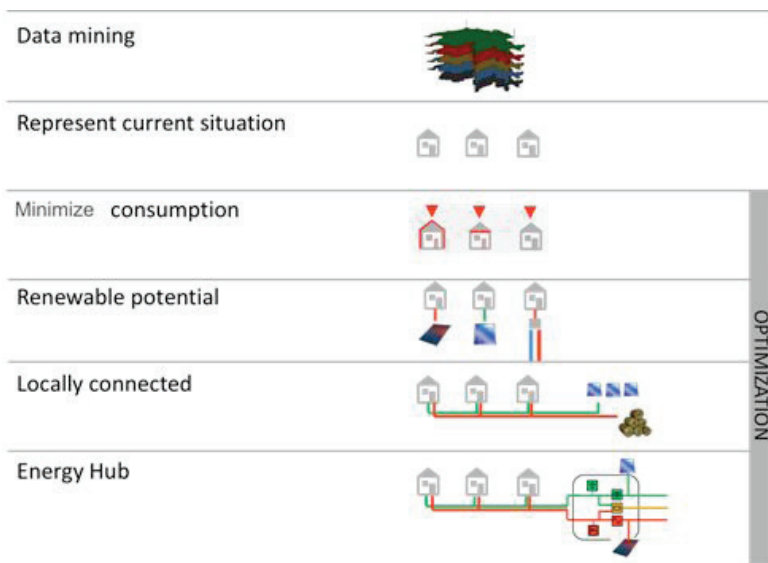 Data mining
Represent current situation
Minimize consumption
Renewable potential
Locally connected
Energy Hub
OPTIMIZATION